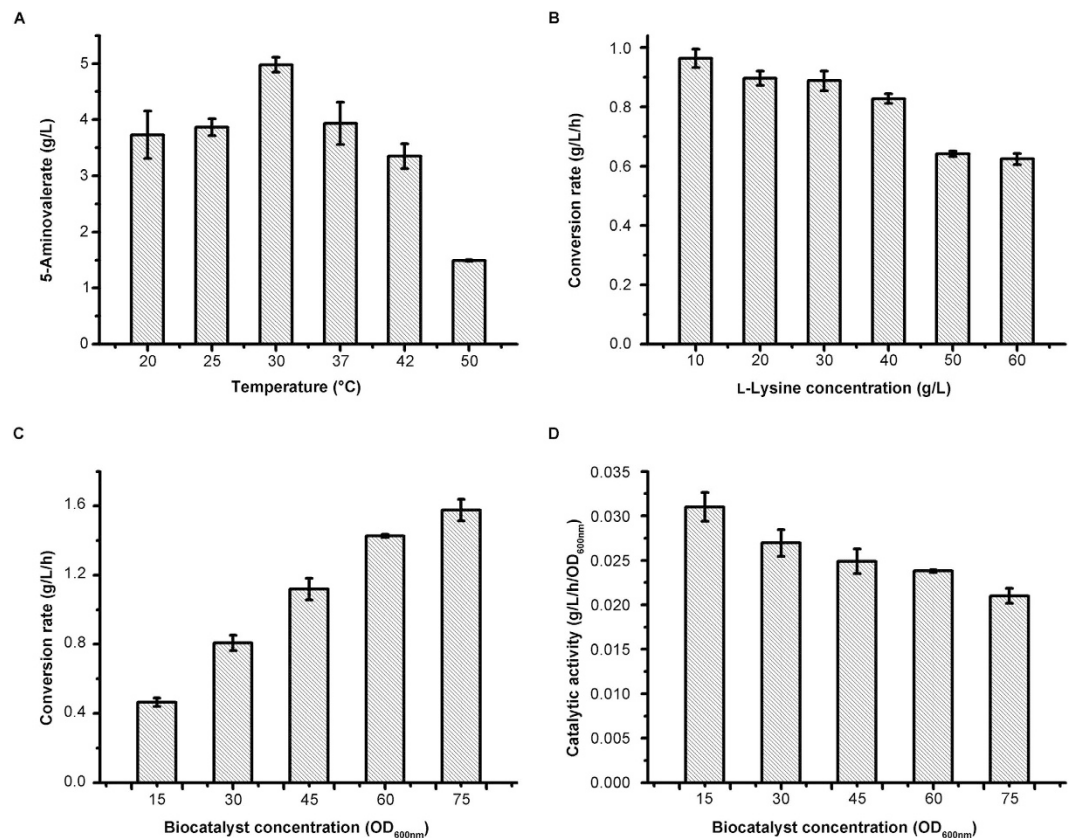 A
5-Aminovalerate (g/L)
5
4
3
2
1
0
20 25 30 37 42 50
Temperature (°C)
B
Conversion rate (g/L/h)
1.0
0.8
0.6
0.4
0.2
0.0
10 20 30 40 50 60
L-Lysine concentration (g/L)
C
Conversion rate (g/L/h)
1.6
1.2
0.8
0.4
0.0
15 30 45 60 75
Biocatalyst concentration (OD600nm)
D
Catalytic activity (g/L/h/OD600nm)
0.035
0.030
0.025
0.020
0.015
0.010
0.005
0.000
15 30 45 60 75
Biocatalyst concentration (OD600nm)